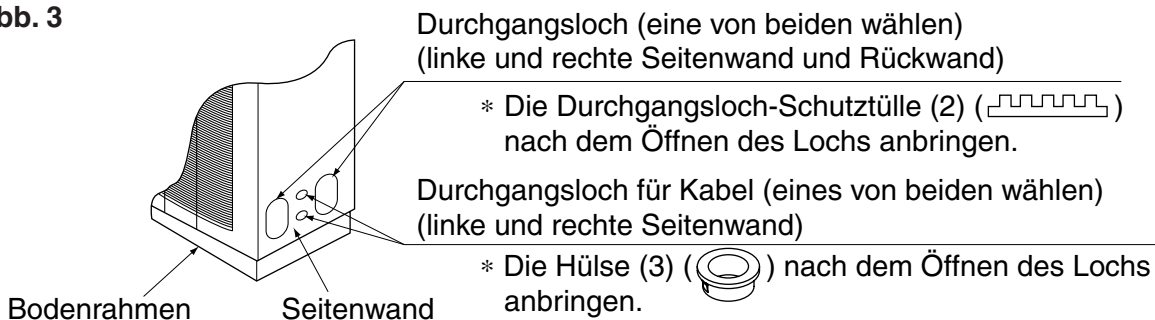 bb. 3
Durchgangsloch (eine von beiden wählen)
(linke und rechte Seitenwand und Rückwand)
* Die Durchgangsloch-Schutztülle (2) ( )
nach dem Öffnen des Lochs anbringen.
Durchgangsloch für Kabel (eines von beiden wählen)
(linke und rechte Seitenwand)
* Die Hülse (3) ( ) nach dem Öffnen des Lochs
anbringen.
Bodenrahmen
Seitenwand